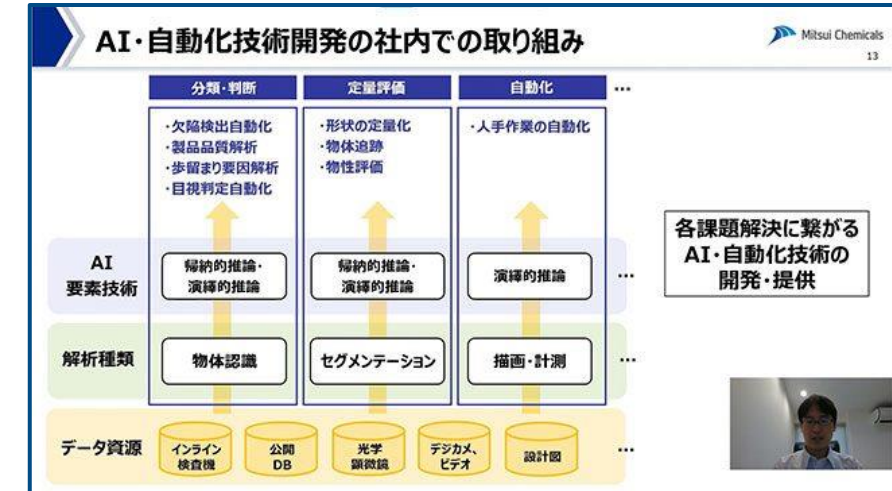 AI・自動化技術開発の社内での取り組み
Mitsui Chemicals
13
分類・判断
定量評価
自動化
…
・欠陥検出自動化
・製品品質解析
・歩留まり要因解析
・目視判定自動化
・形状の定量化
・物体追跡
・物性評価
・人手作業の自動化
AI
要素技術
帰納的推論・
演繹的推論
帰納的推論・
演繹的推論
演繹的推論
…
解析種類
物体認識
セグメンテーション
描画・計測
…
データ資源
インライン
検査機
公開
DB
光学
顕微鏡
デジカメ、
ビデオ
設計図
…
各課題解決に繋がる
AI・自動化技術の
開発・提供